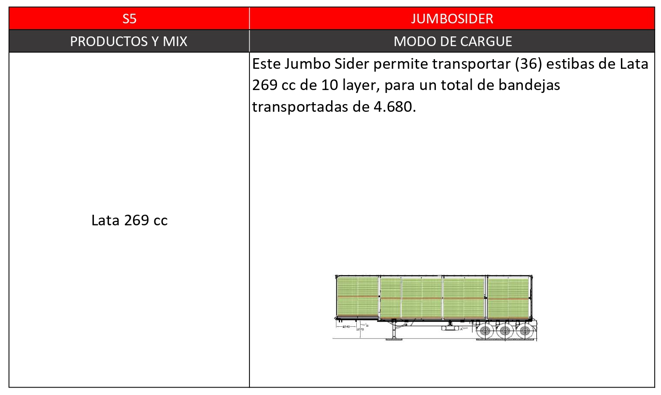 S5
JUMBOSIDER
PRODUCTOS Y MIX
MODO DE CARGUE
Este Jumbo Sider permite transportar (36) estibas de Lata
269 cc de 10 layer, para un total de bandejas
transportadas de 4.680.
Lata 269 cc